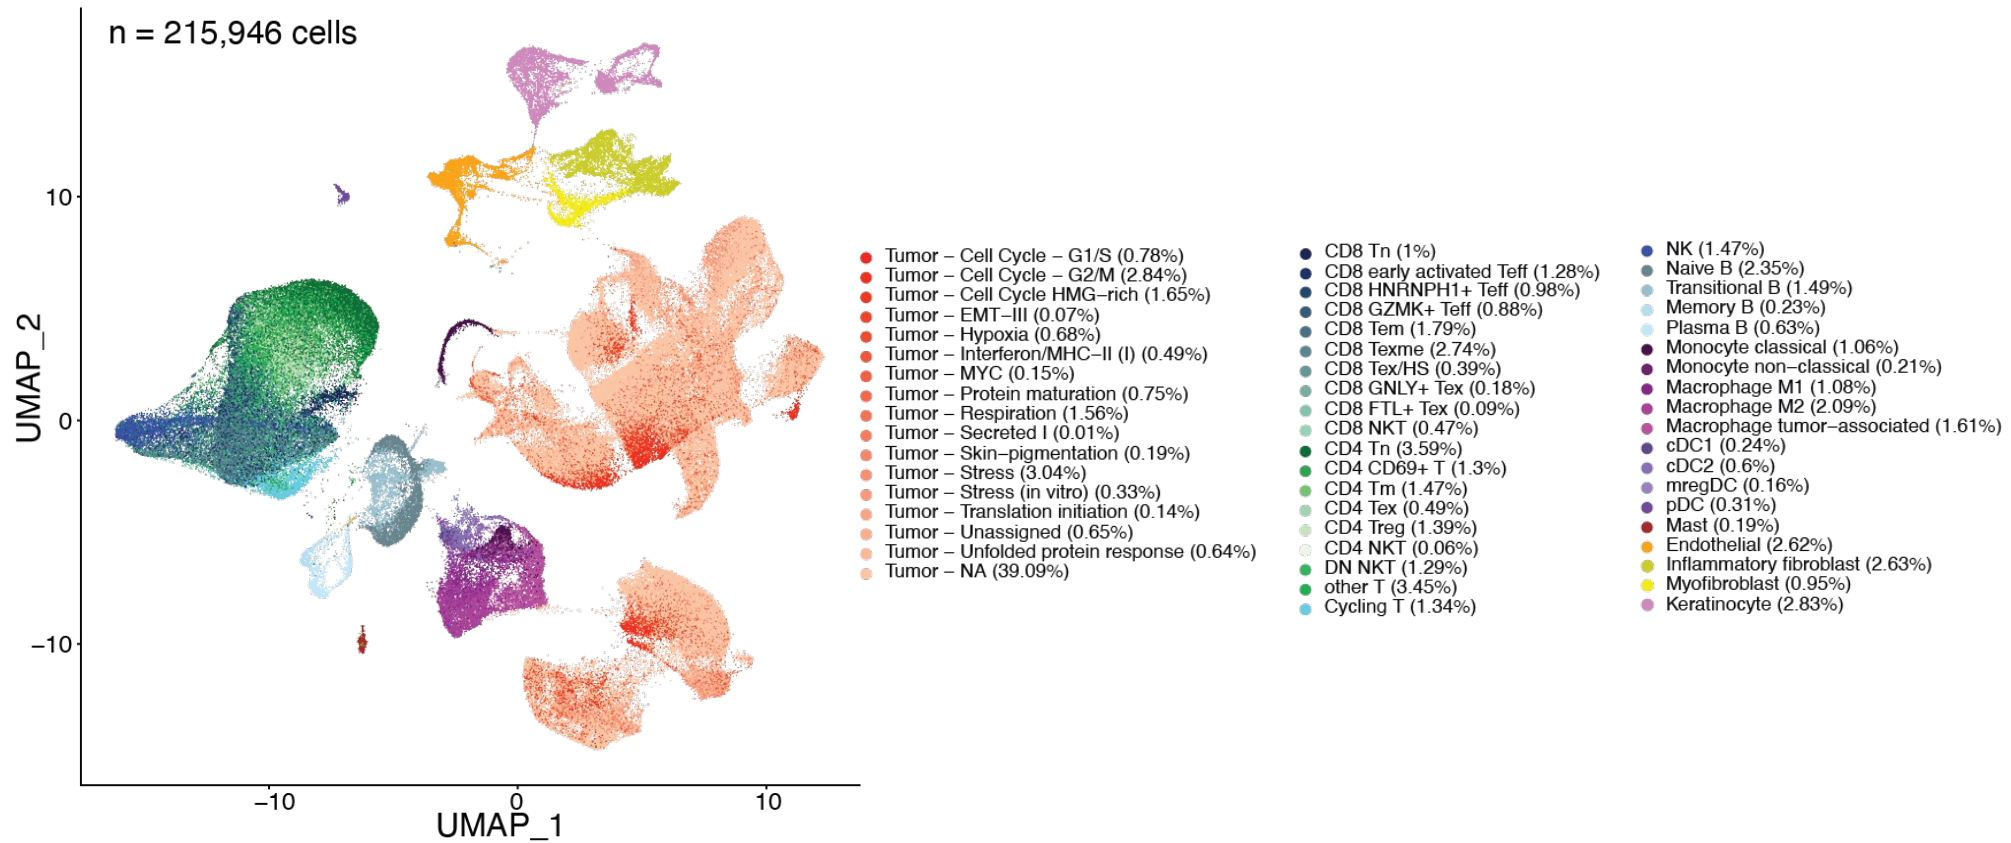 n = 215,946 cells
UMAP_2
10
0
−10
−10
0
10
UMAP_1
Tumor − Cell Cycle − G1/S (0.78%)
Tumor − Cell Cycle − G2/M (2.84%)
Tumor − Cell Cycle HMG−rich (1.65%)
Tumor − EMT−III (0.07%)
Tumor − Hypoxia (0.68%)
Tumor − Interferon/MHC−II (I) (0.49%)
Tumor − MYC (0.15%)
Tumor − Protein maturation (0.75%)
Tumor − Respiration (1.56%)
Tumor − Secreted I (0.01%)
Tumor − Skin−pigmentation (0.19%)
Tumor − Stress (3.04%)
Tumor − Stress (in vitro) (0.33%)
Tumor − Translation initiation (0.14%)
Tumor − Unassigned (0.65%)
Tumor − Unfolded protein response (0.64%)
Tumor − NA (39.09%)
CD8 Tn (1%)
CD8 early activated Teff (1.28%)
CD8 HNRNPH1+ Teff (0.98%)
CD8 GZMK+ Teff (0.88%)
CD8 Tem (1.79%)
CD8 Texme (2.74%)
CD8 Tex/HS (0.39%)
CD8 GNLY+ Tex (0.18%)
CD8 FTL+ Tex (0.09%)
CD8 NKT (0.47%)
CD4 Tn (3.59%)
CD4 CD69+ T (1.3%)
CD4 Tm (1.47%)
CD4 Tex (0.49%)
CD4 Treg (1.39%)
CD4 NKT (0.06%)
DN NKT (1.29%)
other T (3.45%)
Cycling T (1.34%)
NK (1.47%)
Naive B (2.35%)
Transitional B (1.49%)
Memory B (0.23%)
Plasma B (0.63%)
Monocyte classical (1.06%)
Monocyte non−classical (0.21%)
Macrophage M1 (1.08%)
Macrophage M2 (2.09%)
Macrophage tumor−associated (1.61%)
cDC1 (0.24%)
cDC2 (0.6%)
mregDC (0.16%)
pDC (0.31%)
Mast (0.19%)
Endothelial (2.62%)
Inflammatory fibroblast (2.63%)
Myofibroblast (0.95%)
Keratinocyte (2.83%)